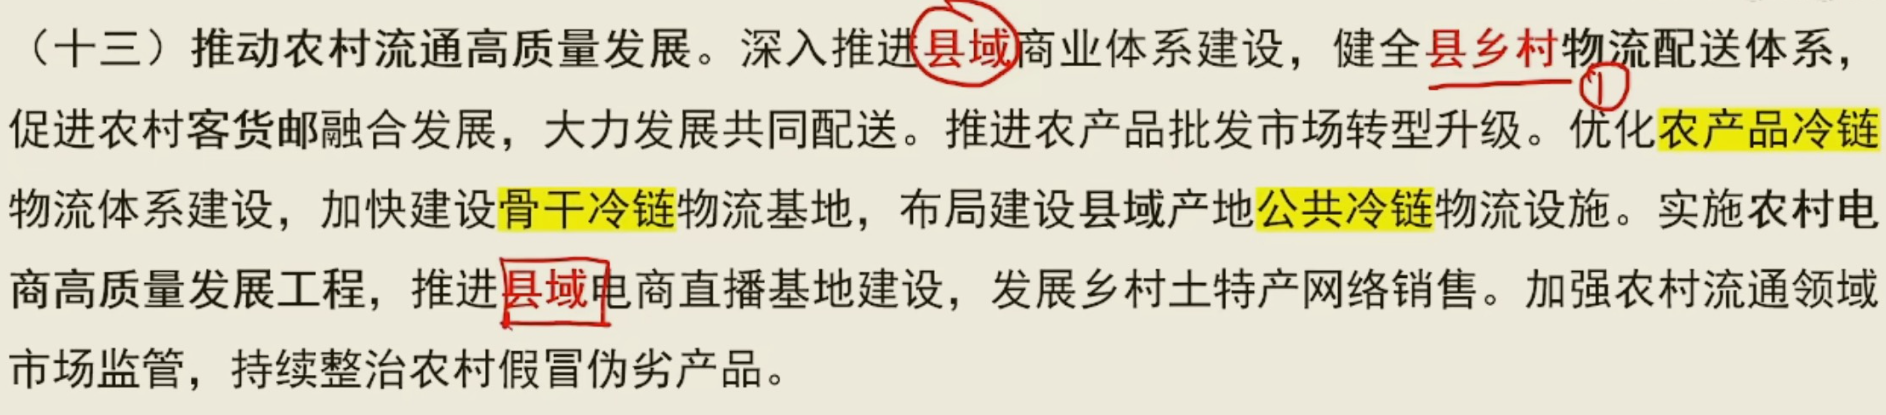 （十三）推动农村流通高质量发展。深入推进县域商业体系建设，健全县乡村物流配送体系，
①
促进农村客货邮融合发展，大力发展共同配送。推进农产品批发市场转型升级。优化农产品冷链
物流体系建设，加快建设骨干冷链物流基地，布局建设县域产地公共冷链物流设施。实施农村电
商高质量发展工程，推进县域电商直播基地建设，发展乡村土特产网络销售。加强农村流通领域
市场监管，持续整治农村假冒伪劣产品。